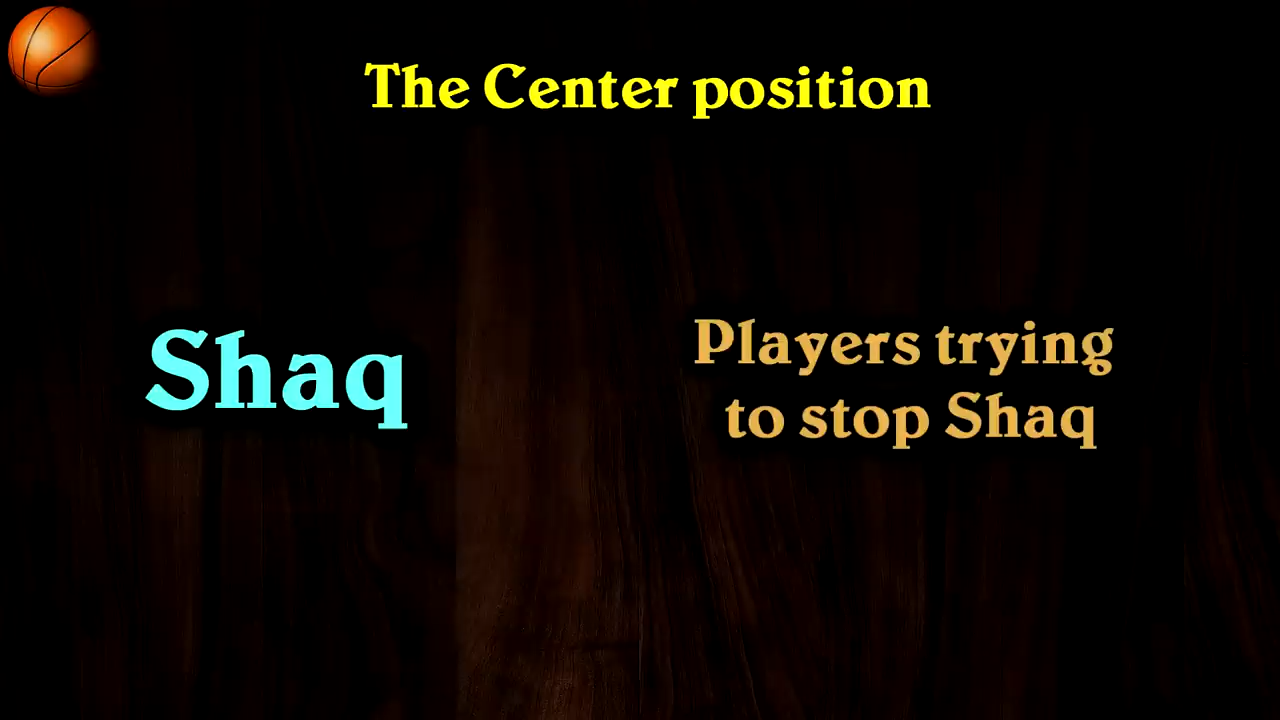 The Center position
Shaq
Players trying
to stop Shaq